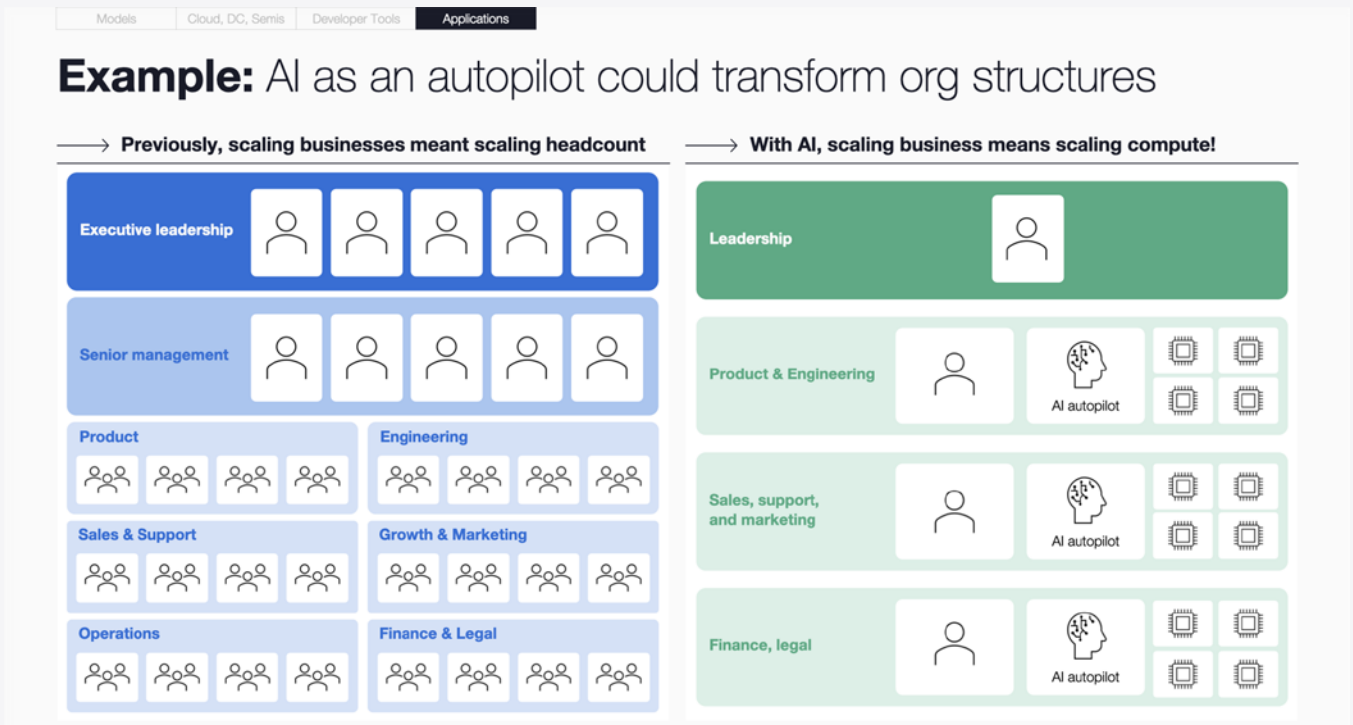 Models
Cloud, DC, Semis
Developer Tools
Applications
Example: AI as an autopilot could transform org structures
Previously, scaling businesses meant scaling headcount
Executive leadership
Senior management
Product
Engineering
Sales & Support
Growth & Marketing
Operations
Finance & Legal
With AI, scaling business means scaling compute!
Leadership
Product & Engineering
AI autopilot
Sales, support,
and marketing
AI autopilot
Finance, legal
AI autopilot